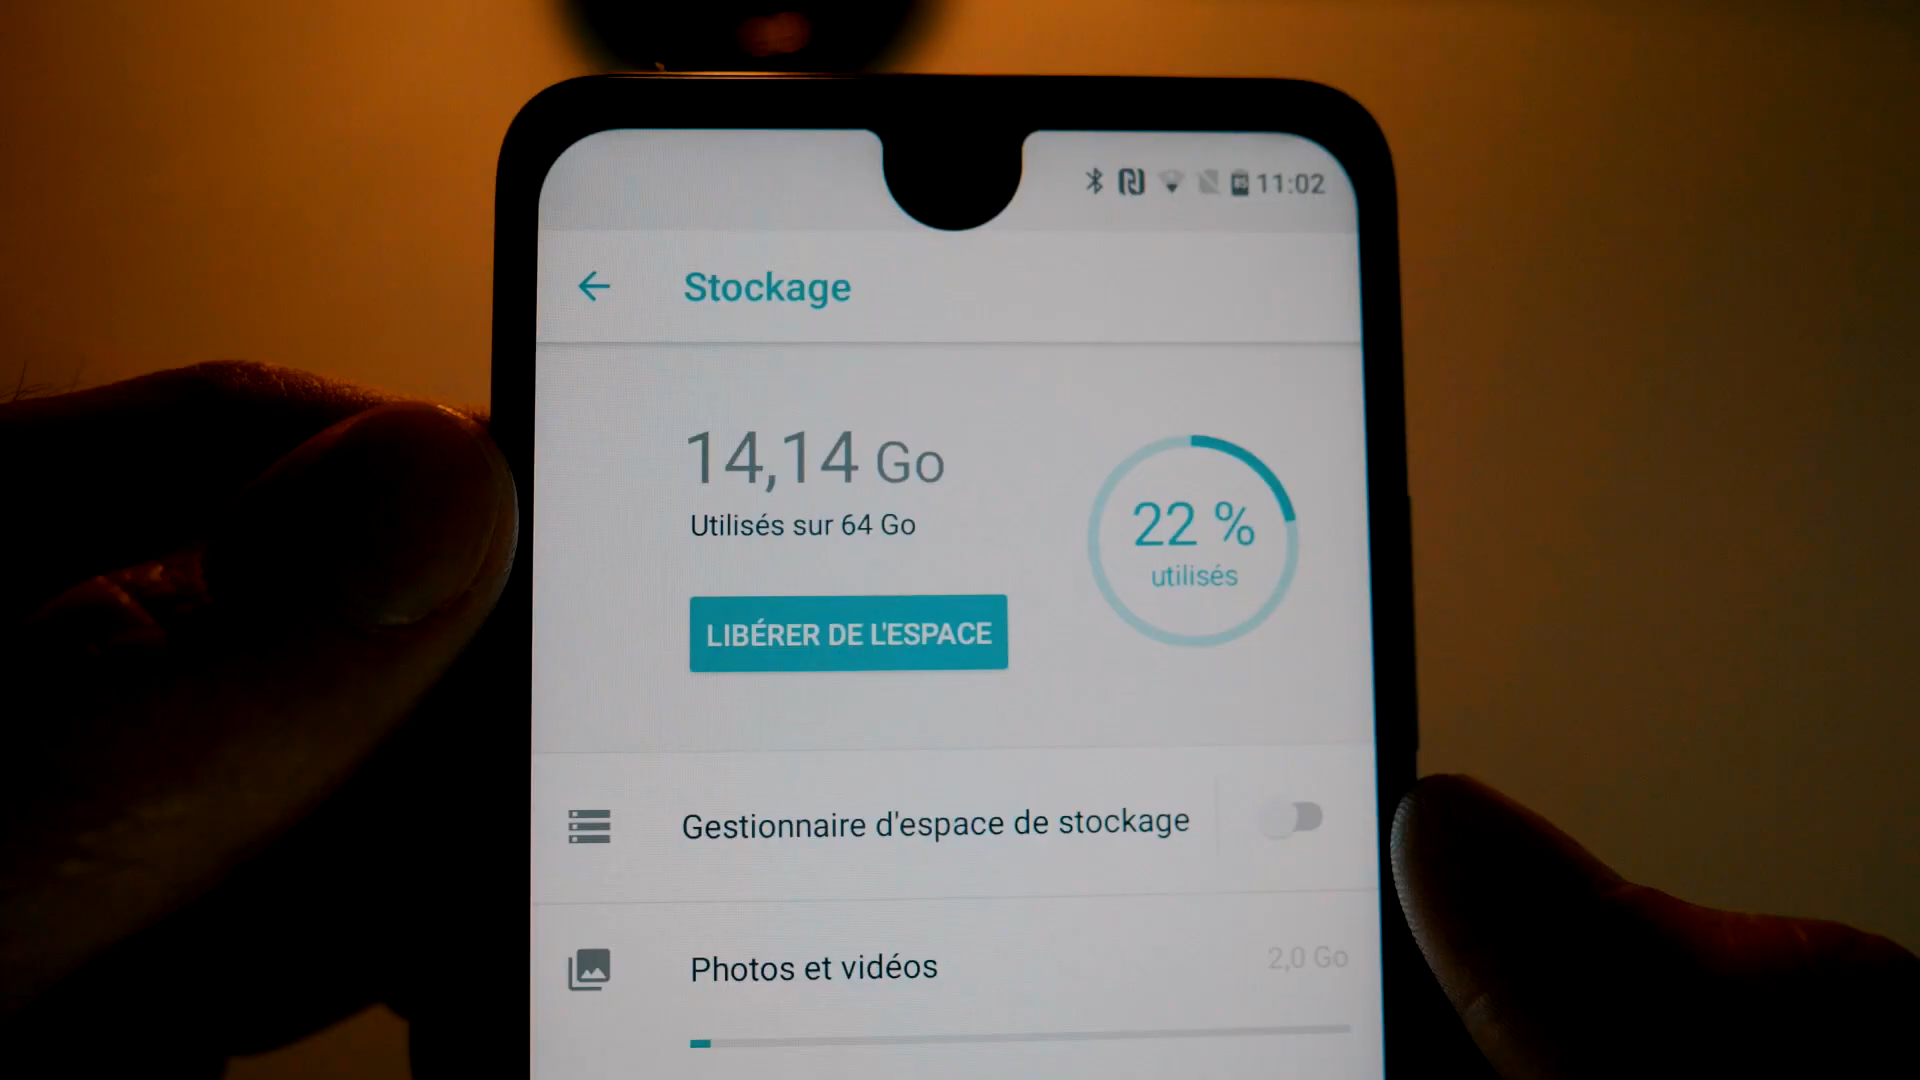 11:02
Stockage
14,14 Go
Utilisés sur 64 Go
22 %
utilisés
LIBÉRER DE L'ESPACE
Gestionnaire d'espace de stockage
Photos et vidéos
2,0 Go